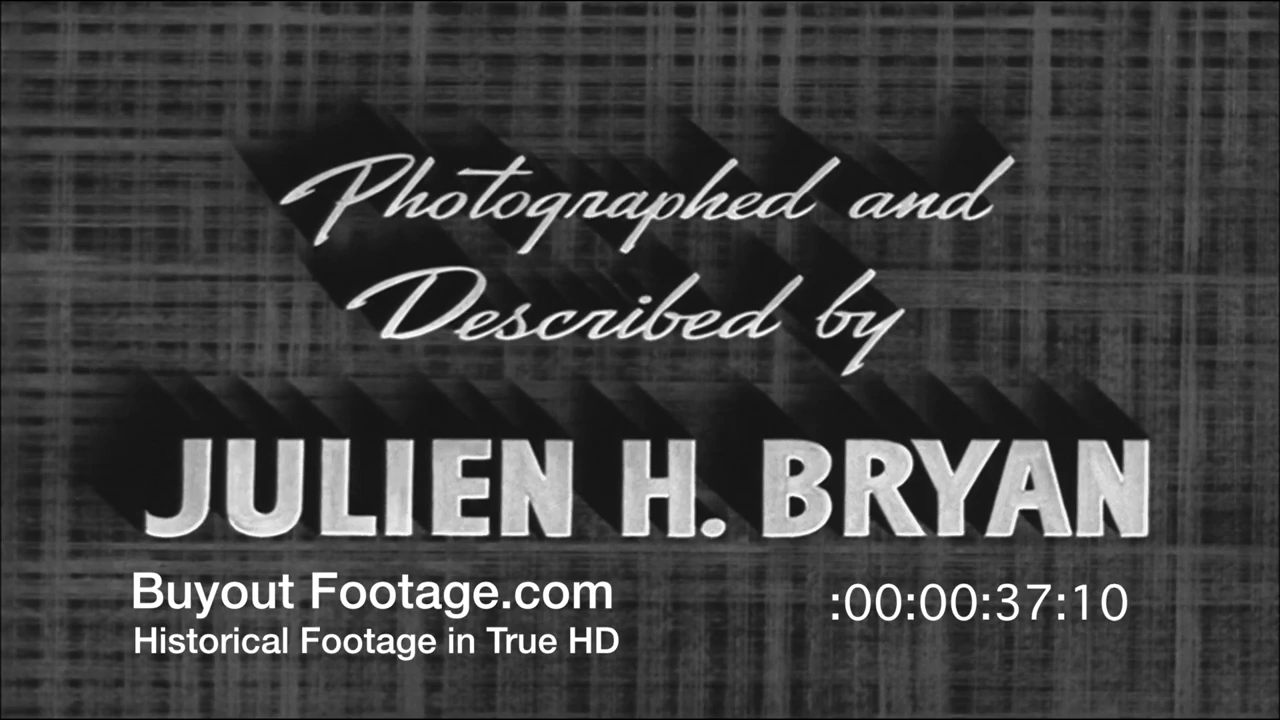 Photographed and
Described by
JULIEN H. BRYAN
Buyout Footage.com
:00:00:37:10
Historical Footage in True HD